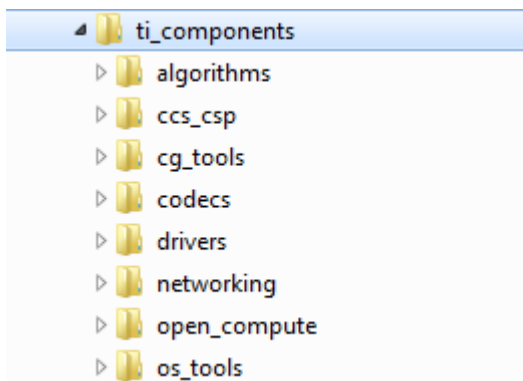 ti_components
algorithms
ccs_csp
cg_tools
codecs
drivers
networking
open_compute
os_tools